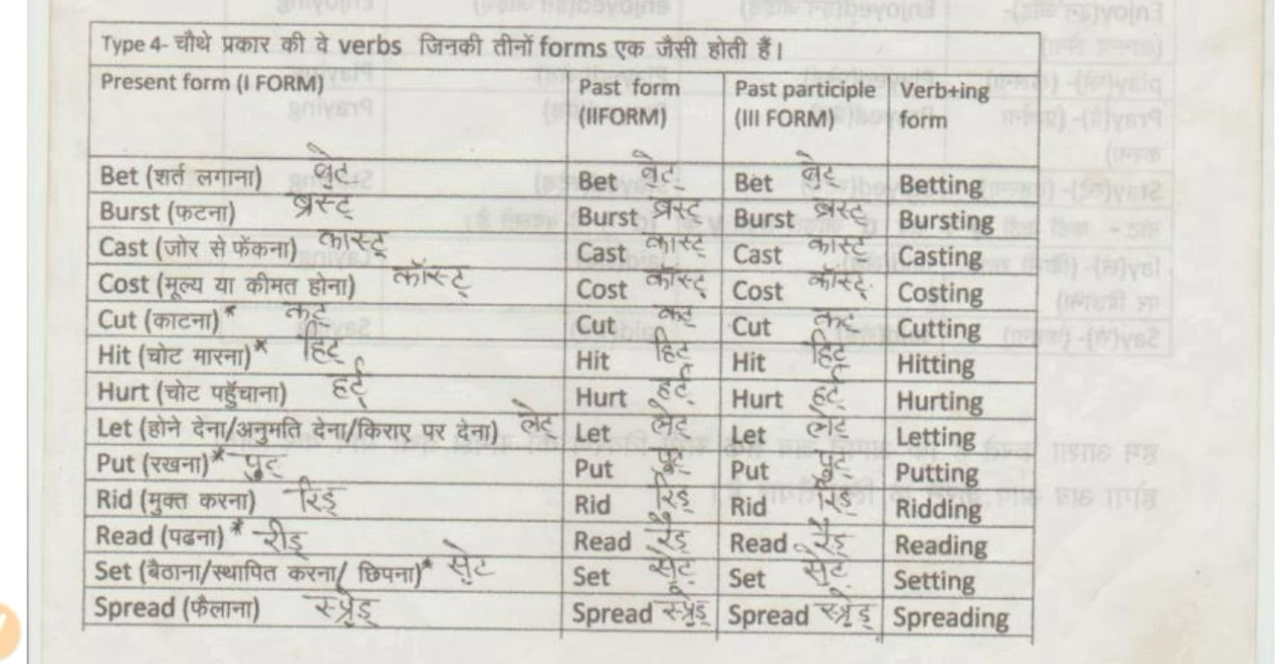 Type 4- चौथे प्रकार की वे verbs जिनकी तीनों forms एक जैसी होती हैं।
Present form (I FORM) Past form (IIFORM) Past participle (III FORM) Verb+ing form
Bet (शर्त लगाना) बेट् Bet बेट् Bet बेट् Betting
Burst (फटना) ब्रस्ट् Burst ब्रस्ट् Burst ब्रस्ट् Bursting
Cast (जोर से फेंकना) कास्ट् Cast कास्ट् Cast कास्ट् Casting
Cost (मूल्य या कीमत होना) कॉस्ट् Cost कॉस्ट् Cost कॉस्ट् Costing
Cut (काटना)* कट् Cut कट् Cut कट् Cutting
Hit (चोट मारना)* हिट् Hit हिट् Hit हिट् Hitting
Hurt (चोट पहुँचाना) हर्ट् Hurt हर्ट् Hurt हर्ट् Hurting
Let (होने देना/अनुमति देना/किराए पर देना) लेट् Let लेट् Let लेट् Letting
Put (रखना)* पुट् Put पुट् Put पुट् Putting
Rid (मुक्त करना) रिड् Rid रिड् Rid रिड् Ridding
Read (पढना)* रीड् Read रैड् Read रैड् Reading
Set (बैठाना/स्थापित करना/ छिपना)* सेट Set सेट् Set सेट् Setting
Spread (फैलाना) स्प्रेड् Spread स्प्रेड् Spread स्प्रेड् Spreading